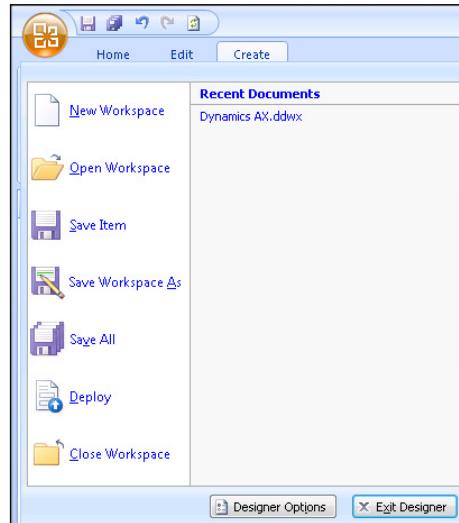 Home Edit Create
Recent Documents
New Workspace
Dynamics AX.ddwx
Open Workspace
Save Item
Save Workspace As
Save All
Deploy
Close Workspace
Designer Options Exit Designer